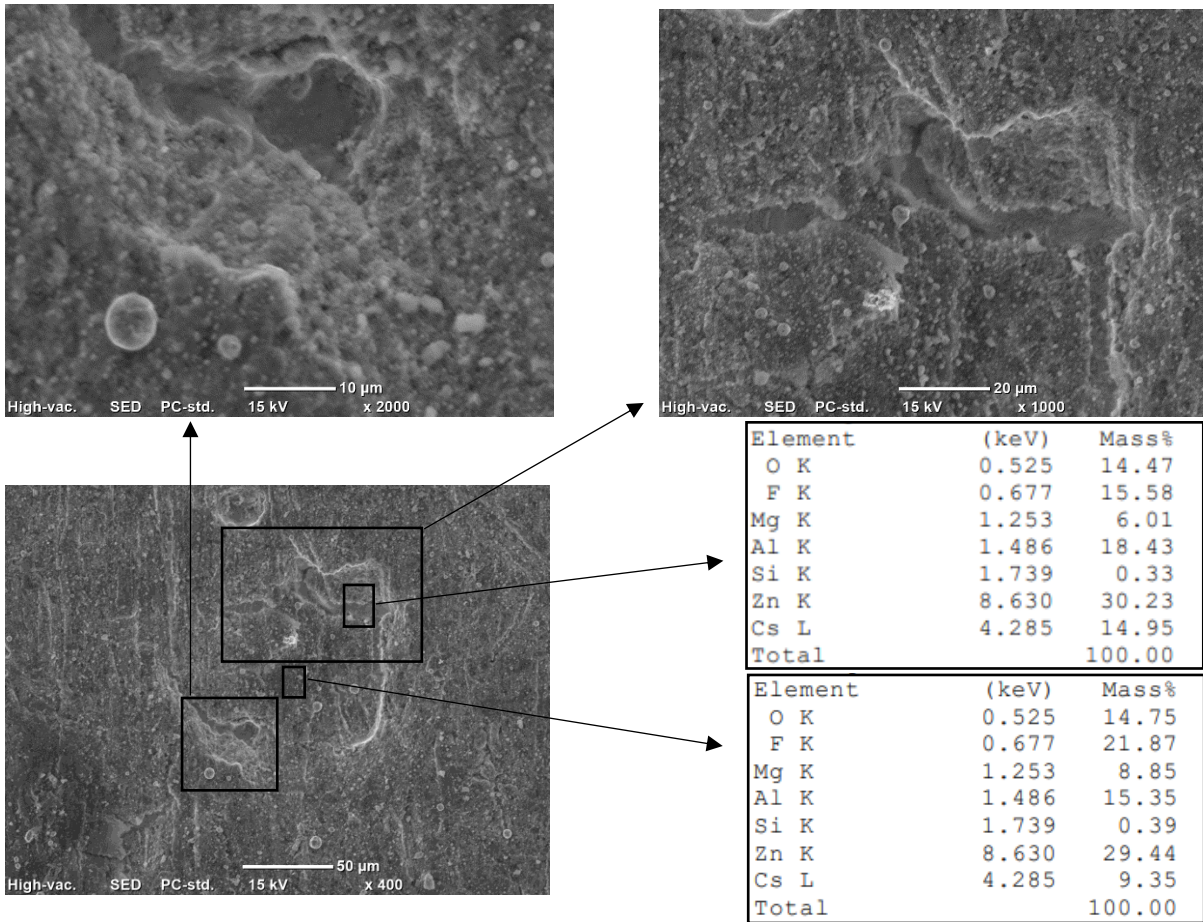 10 µm
High-vac. SED PC-std. 15 kV x 2000
20 µm
High-vac. SED PC-std. 15 kV x 1000
Element (keV) Mass%
O K 0.525 14.47
F K 0.677 15.58
Mg K 1.253 6.01
Al K 1.486 18.43
Si K 1.739 0.33
Zn K 8.630 30.23
Cs L 4.285 14.95
Total 100.00
50 µm
High-vac. SED PC-std. 15 kV x 400
Element (keV) Mass%
O K 0.525 14.75
F K 0.677 21.87
Mg K 1.253 8.85
Al K 1.486 15.35
Si K 1.739 0.39
Zn K 8.630 29.44
Cs L 4.285 9.35
Total 100.00